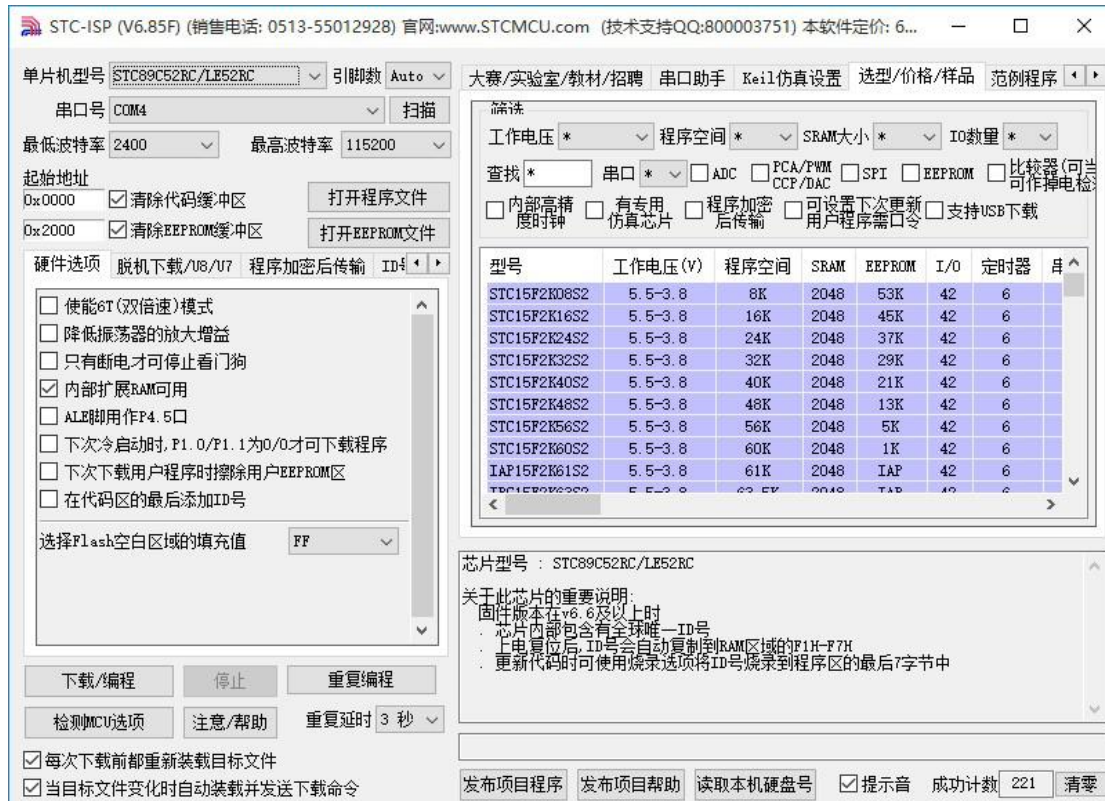 STC-ISP (V6.85F) (销售电话: 0513-55012928) 官网:www.STCMCU.com (技术支持QQ:800003751) 本软件定价: 6...
单片机型号 STC89C52RC/LE52RC 引脚数 Auto
串口号 COM4 扫描
最低波特率 2400 最高波特率 115200
起始地址
0x0000 清除代码缓冲区 打开程序文件
0x2000 清除EEPROM缓冲区 打开EEPROM文件
硬件选项 脱机下载/U8/U7 程序加密后传输
使能6T(双倍速)模式
降低振荡器的放大增益
只有断电才可停止看门狗
内部扩展RAM可用
ALE脚用作P4.5口
下次冷启动时,P1.0/P1.1为0/0才可下载程序
下次下载用户程序时擦除用户EEPROM区
在代码区的最后添加ID号
选择Flash空白区域的填充值 FF
下载/编程 停止 重复编程
检测MCU选项 注意/帮助 重复延时 3 秒
每次下载前都重新装载目标文件
当目标文件变化时自动装载并发送下载命令
大赛/实验室/教材/招聘 串口助手 Keil仿真设置 选型/价格/样品 范例程序
筛选
工作电压 * 程序空间 * SRAM大小 * IO数量 *
查找 * 串口 * ADC PCA/PWM CCP/DAC SPI EEPROM 比较器(可当 可作掉电检测
内部高精度时钟 有专用仿真芯片 程序加密后传输 可设置下次更新用户程序需口令 支持USB下载
型号 工作电压(V) 程序空间 SRAM EEPROM I/O 定时器 串
STC15F2K08S2 5.5-3.8 8K 2048 53K 42 6
STC15F2K16S2 5.5-3.8 16K 2048 45K 42 6
STC15F2K24S2 5.5-3.8 24K 2048 37K 42 6
STC15F2K32S2 5.5-3.8 32K 2048 29K 42 6
STC15F2K40S2 5.5-3.8 40K 2048 21K 42 6
STC15F2K48S2 5.5-3.8 48K 2048 13K 42 6
STC15F2K56S2 5.5-3.8 56K 2048 5K 42 6
STC15F2K60S2 5.5-3.8 60K 2048 1K 42 6
IAP15F2K61S2 5.5-3.8 61K 2048 IAP 42 6
芯片型号 : STC89C52RC/LE52RC
关于此芯片的重要说明:
固件版本在v6.6及以上时
. 芯片内部包含有全球唯一ID号
. 上电复位后,ID号会自动复制到RAM区域的F1H-F7H
. 更新代码时可使用烧录选项将ID号烧录到程序区的最后7字节中
发布项目程序 发布项目帮助 读取本机硬盘号 提示音 成功计数 221 清零